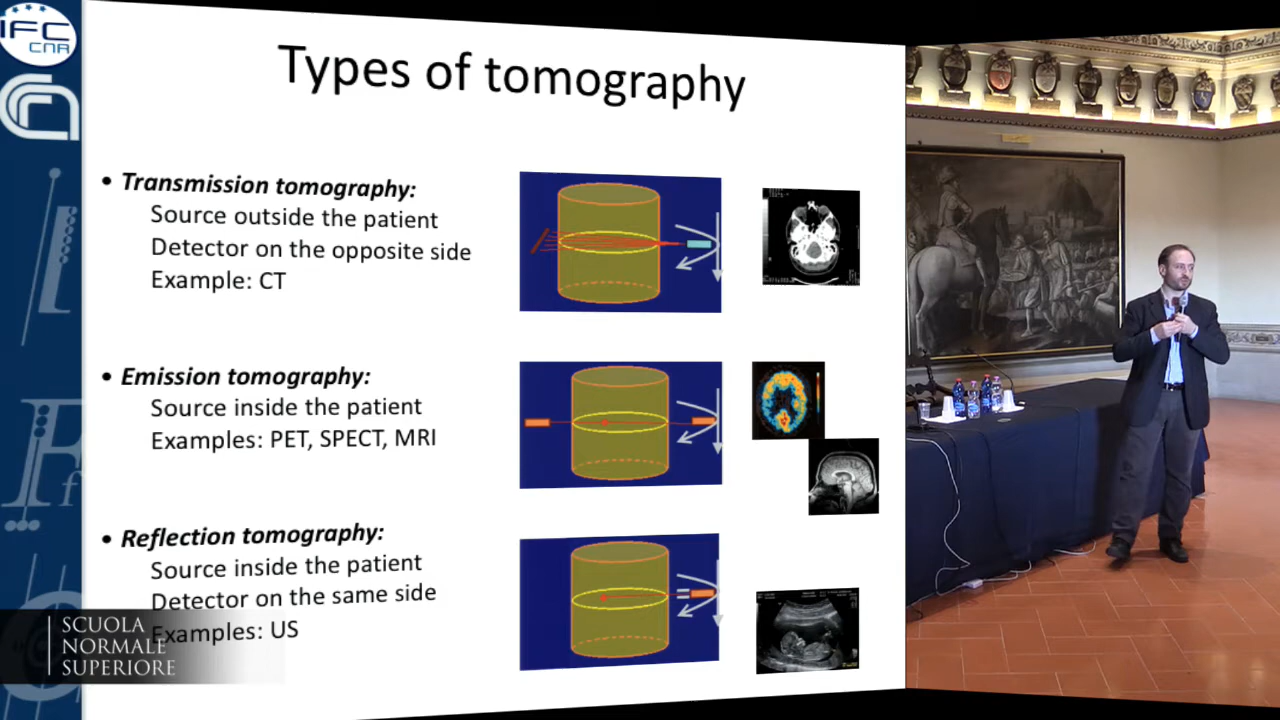 IFC
CNR
Types of tomography
• Transmission tomography:
Source outside the patient
Detector on the opposite side
Example: CT
• Emission tomography:
Source inside the patient
Examples: PET, SPECT, MRI
• Reflection tomography:
Source inside the patient
Detector on the same side
Examples: US
SCUOLA
NORMALE
SUPERIORE